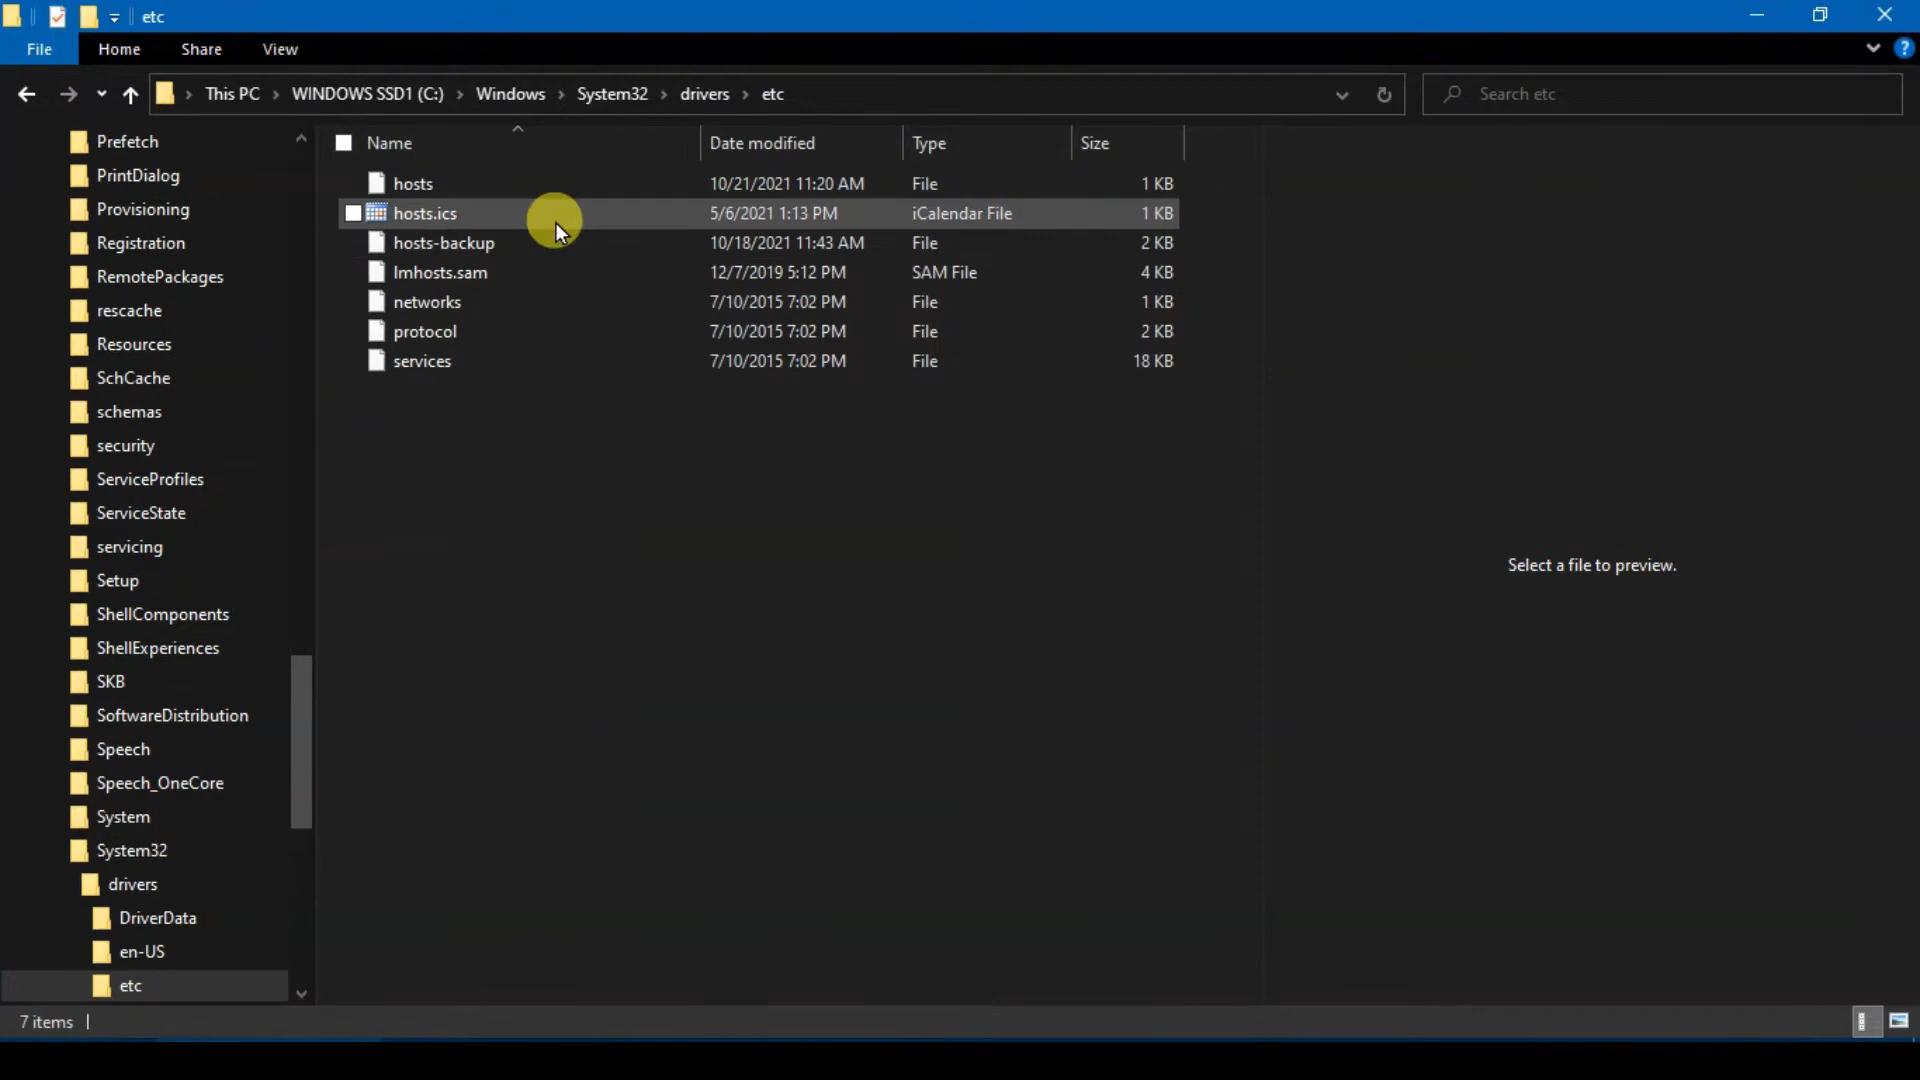 etc
File Home Share View
This PC WINDOWS SSD1 (C:) Windows System32 drivers etc
Search etc
Prefetch
PrintDialog
Provisioning
Registration
RemotePackages
rescache
Resources
SchCache
schemas
security
ServiceProfiles
ServiceState
servicing
Setup
ShellComponents
ShellExperiences
SKB
SoftwareDistribution
Speech
Speech_OneCore
System
System32
drivers
DriverData
en-US
etc
Name Date modified Type Size
hosts 10/21/2021 11:20 AM File 1 KB
hosts.ics 5/6/2021 1:13 PM iCalendar File 1 KB
hosts-backup 10/18/2021 11:43 AM File 2 KB
lmhosts.sam 12/7/2019 5:12 PM SAM File 4 KB
networks 7/10/2015 7:02 PM File 1 KB
protocol 7/10/2015 7:02 PM File 2 KB
services 7/10/2015 7:02 PM File 18 KB
Select a file to preview.
7 items